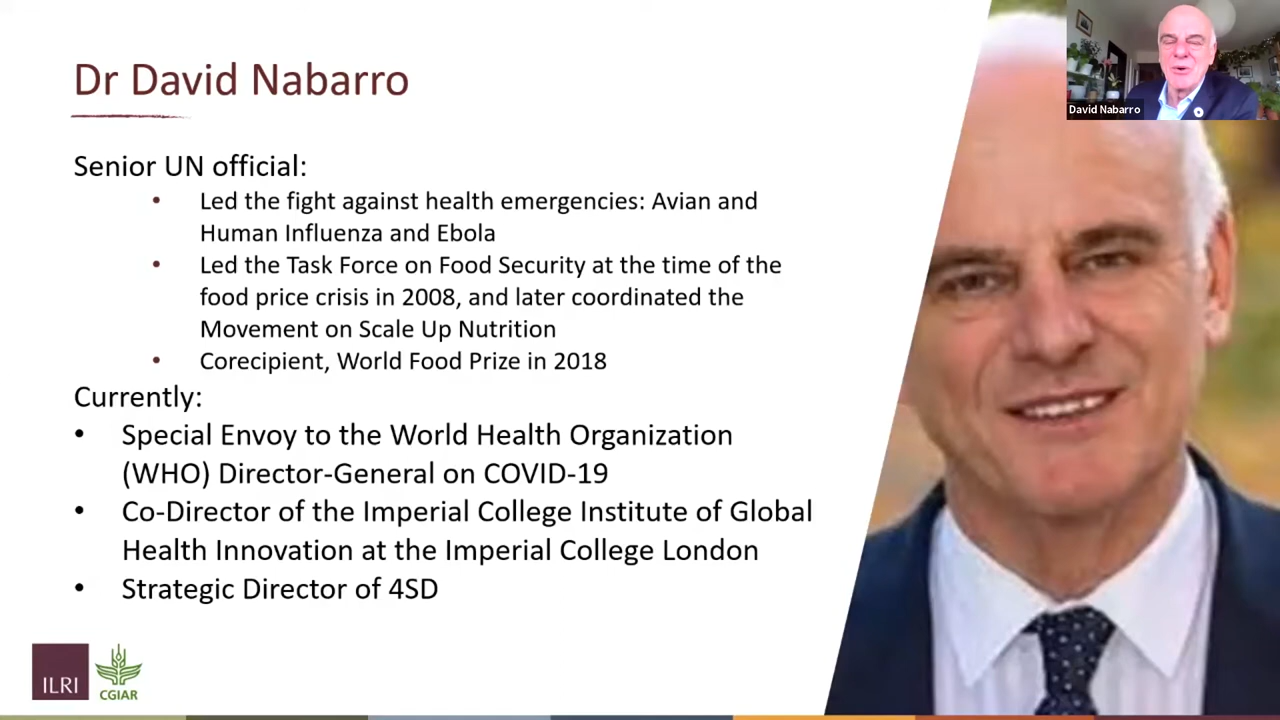 Dr David Nabarro
David Nabarro
Senior UN official:
• Led the fight against health emergencies: Avian and
Human Influenza and Ebola
• Led the Task Force on Food Security at the time of the
food price crisis in 2008, and later coordinated the
Movement on Scale Up Nutrition
• Corecipient, World Food Prize in 2018
Currently:
• Special Envoy to the World Health Organization
(WHO) Director-General on COVID-19
• Co-Director of the Imperial College Institute of Global
Health Innovation at the Imperial College London
• Strategic Director of 4SD
ILRI
CGIAR